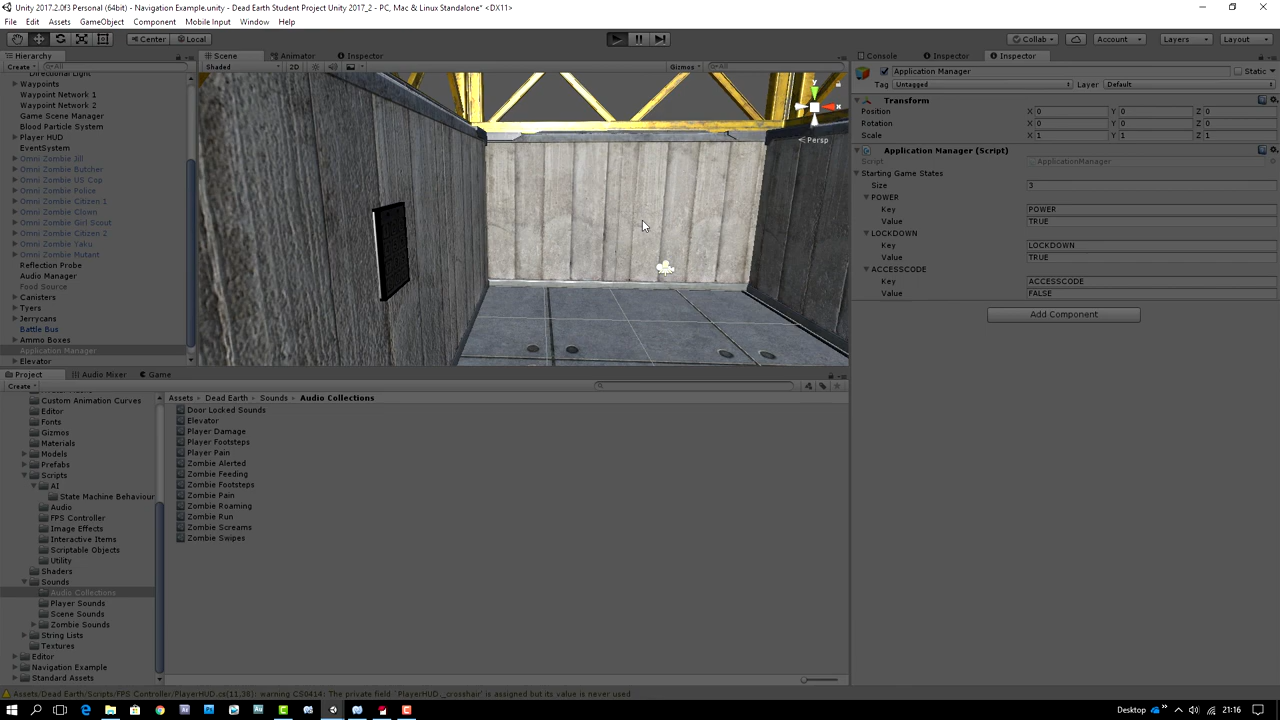 Unity 2017.2.0f3 Personal (64bit) - Navigation Example.unity - Dead Earth Student Project Unity 2017_2 - PC, Mac & Linux Standalone* <DX11>
File Edit Assets GameObject Component Mobile Input Window Help
Center Local Collab Account Layers Layout
Hierarchy Scene Animator Inspector Console Inspector Inspector
Create All Shaded 2D Gizmos All
Application Manager Static
Tag Untagged Layer Default
Transform
Position X 0 Y 0 Z 0
Rotation X 0 Y 0 Z 0
Scale X 1 Y 1 Z 1
Application Manager (Script)
Script ApplicationManager
Starting Game States
Size 3
POWER
Key POWER
Value TRUE
LOCKDOWN
Key LOCKDOWN
Value TRUE
ACCESSCODE
Key ACCESSCODE
Value FALSE
Add Component
y
x
Persp
Directional Light
Waypoints
Waypoint Network 1
Waypoint Network 2
Game Scene Manager
Blood Particle System
Player HUD
EventSystem
Omni Zombie Jill
Omni Zombie Butcher
Omni Zombie US Cop
Omni Zombie Police
Omni Zombie Citizen 1
Omni Zombie Clown
Omni Zombie Girl Scout
Omni Zombie Citizen 2
Omni Zombie Yaku
Omni Zombie Mutant
Reflection Probe
Audio Manager
Food Source
Canisters
Tyers
Jerrycans
Battle Bus
Ammo Boxes
Application Manager
Elevator
Project Audio Mixer Game
Create
Custom Animation Curves
Editor
Fonts
Gizmos
Materials
Models
Prefabs
Scripts
AI
State Machine Behaviour
Audio
FPS Controller
Image Effects
Interactive Items
Scriptable Objects
Utility
Shaders
Sounds
Audio Collections
Player Sounds
Scene Sounds
Zombie Sounds
String Lists
Textures
Editor
Navigation Example
Standard Assets
Assets Dead Earth Sounds Audio Collections
Door Locked Sounds
Elevator
Player Damage
Player Footsteps
Player Pain
Zombie Alerted
Zombie Feeding
Zombie Footsteps
Zombie Pain
Zombie Roaming
Zombie Run
Zombie Screams
Zombie Swipes
Assets/Dead Earth/Scripts/FPS Controller/PlayerHUD.cs(11,36): warning CS0414: The private field `PlayerHUD._crosshair' is assigned but its value is never used
Desktop 21:16